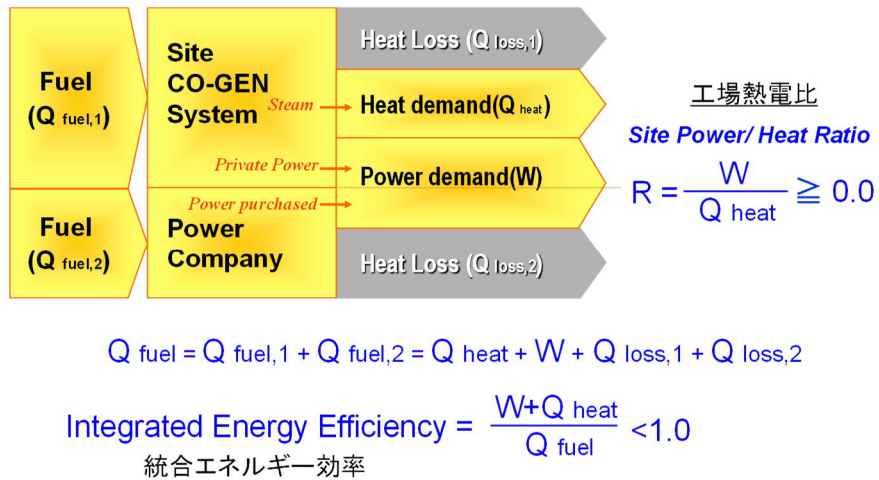 Fuel
(Q fuel,1)
Site
CO-GEN
System
Steam
Private Power
Heat Loss (Q loss,1)
Heat demand(Q heat)
Power demand(W)
工場熱電比
Site Power/ Heat Ratio
R = W / Q heat ≧ 0.0
Fuel
(Q fuel,2)
Power
Company
Power purchased
Heat Loss (Q loss,2)
Q fuel = Q fuel,1 + Q fuel,2 = Q heat + W + Q loss,1 + Q loss,2
Integrated Energy Efficiency = W+Q heat / Q fuel <1.0
統合エネルギー効率